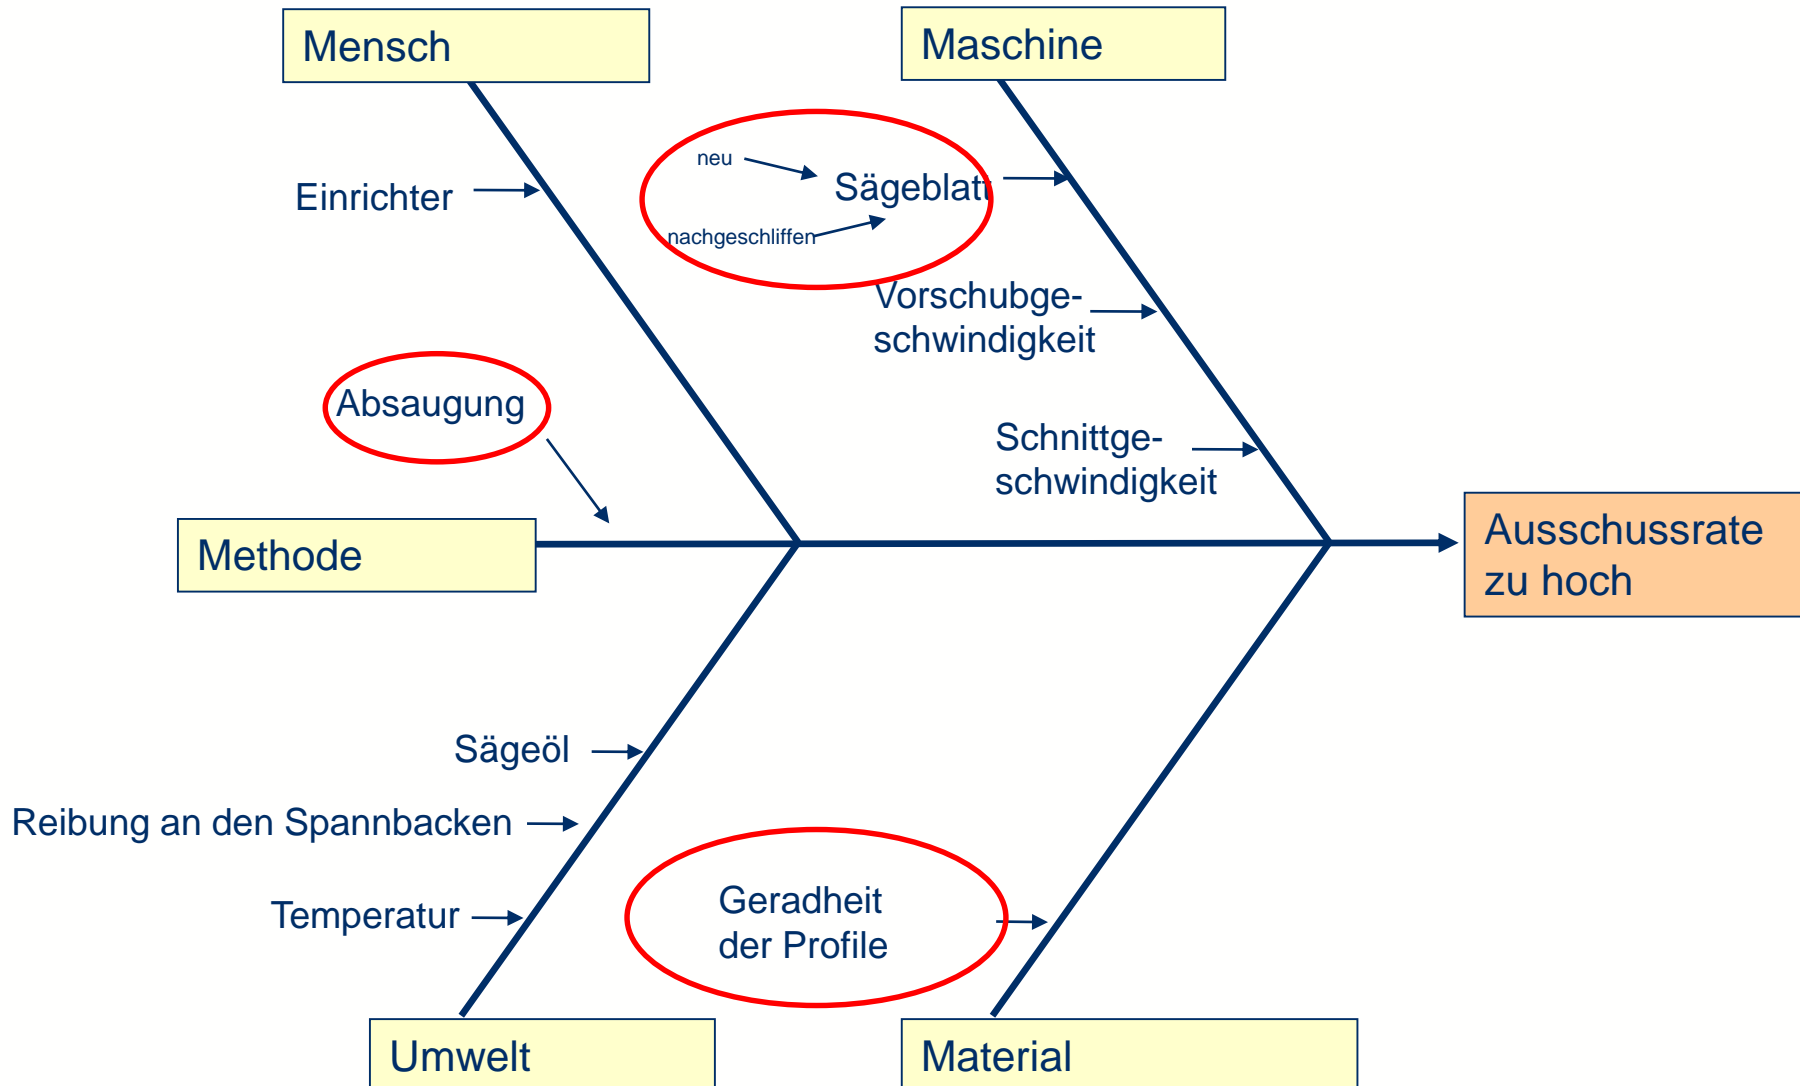 Mensch
Maschine
neu
Sägeblatt
Einrichter
nachgeschliffen
Vorschubge-
schwindigkeit
Absaugung
Schnittge-
schwindigkeit
Methode
Ausschussrate
zu hoch
Sägeöl
Reibung an den Spannbacken
Temperatur
Geradheit
der Profile
Umwelt
Material